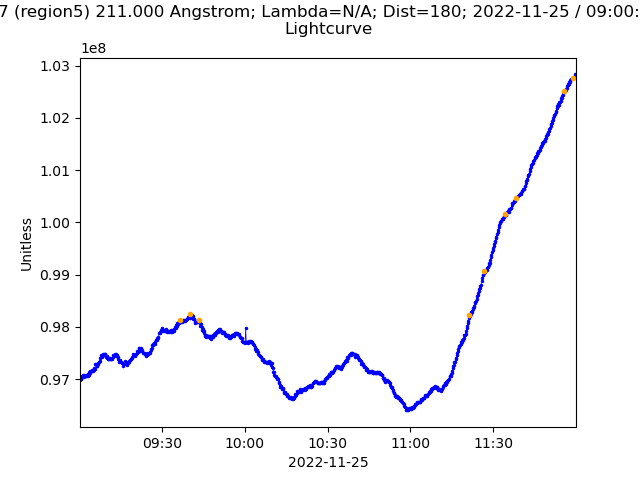 7 (region5) 211.000 Angstrom; Lambda=N/A; Dist=180; 2022-11-25 / 09:00:
Lightcurve
1e8
1.03
1.02
1.01
1.00
0.99
0.98
0.97
Unitless
09:30 10:00 10:30 11:00 11:30
2022-11-25